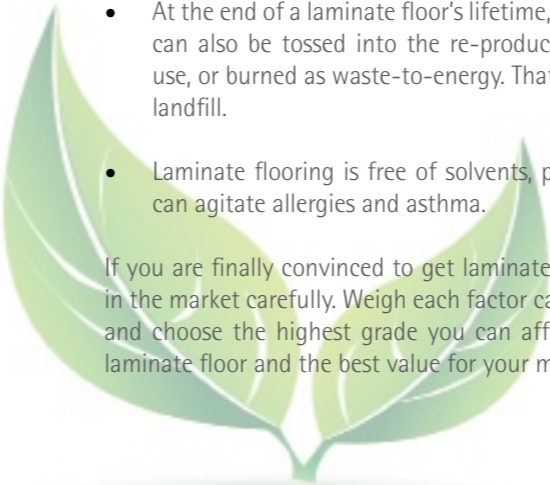 • At the end of a laminate floor's lifetime,
can also be tossed into the re-produc
use, or burned as waste-to-energy. That
landfill.
• Laminate flooring is free of solvents, p
can agitate allergies and asthma.
If you are finally convinced to get laminate
in the market carefully. Weigh each factor ca
and choose the highest grade you can aff
laminate floor and the best value for your m